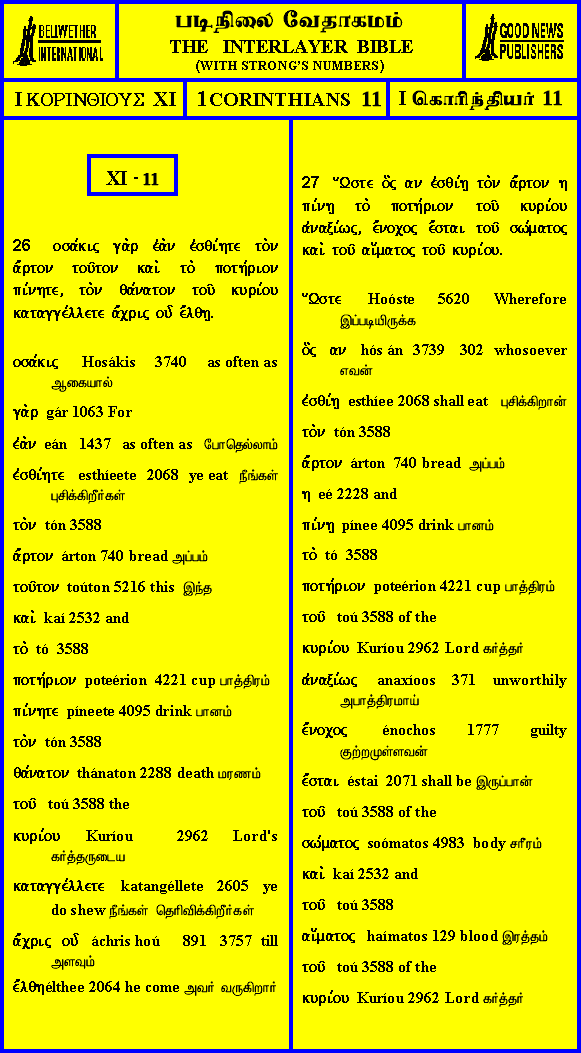 BELLWETHER
INTERNATIONAL
படிநிலை வேதாகமம்
THE INTERLAYER BIBLE
(WITH STRONG'S NUMBERS)
GOOD NEWS
PUBLISHERS
I ΚΟΡΙΝΘΙΟΥΣ XI
1 CORINTHIANS 11
I கொரிந்தியர் 11
XI - 11
26 οσάκις γὰρ ἐὰν ἐσθίητε τὸν
ἄρτον τοῦτον καὶ τὸ ποτήριον
πίνητε, τὸν θάνατον τοῦ κυρίου
καταγγέλλετε ἄχρις οὗ ἔλθη.
οσάκις Hosákis 3740 as often as
ஆகையால்
γὰρ gár 1063 For
ἐὰν eán 1437 as often as போதெல்லாம்
ἐσθίητε esthíeete 2068 ye eat நீங்கள்
புசிக்கிறீர்கள்
τὸν tón 3588
ἄρτον árton 740 bread அப்பம்
τοῦτον toúton 5216 this இந்த
καὶ kaí 2532 and
τὸ tó 3588
ποτήριον poteérion 4221 cup பாத்திரம்
πίνητε píneete 4095 drink பானம்
τὸν tón 3588
θάνατον thánaton 2288 death மரணம்
τοῦ toú 3588 the
κυρίου Kuríou 2962 Lord's
கர்த்தருடைய
καταγγέλλετε katangéllete 2605 ye
do shew நீங்கள் தெரிவிக்கிறீர்கள்
ἄχρις οὗ áchris hoú 891 3757 till
அளவும்
ἔλθηélthee 2064 he come அவர் வருகிறார்
27 Ὥστε ὃς αν ἐσθίῃ τὸν ἄρτον η
πίνῃ τὸ ποτήριον τοῦ κυρίου
ἀναξίως, ἔνοχος ἔσται τοῦ σώματος
καὶ τοῦ αἵματος τοῦ κυρίου.
Ὥστε Hoóste 5620 Wherefore
இப்படியிருக்க
ὃς αν hós án 3739 302 whosoever
எவன்
ἐσθίῃ esthíee 2068 shall eat புசிக்கிறான்
τὸν tón 3588
ἄρτον árton 740 bread அப்பம்
η eé 2228 and
πίνῃ pínee 4095 drink பானம்
τὸ tó 3588
ποτήριον poteérion 4221 cup பாத்திரம்
τοῦ toú 3588 of the
κυρίου Kuríou 2962 Lord கர்த்தர்
ἀναξίως anaxíoos 371 unworthily
அபாத்திரமாய்
ἔνοχος énochos 1777 guilty
குற்றமுள்ளவன்
ἔσται éstai 2071 shall be இருப்பான்
τοῦ toú 3588 of the
σώματος soómatos 4983 body சரீரம்
καὶ kaí 2532 and
τοῦ toú 3588
αἵματος haímatos 129 blood இரத்தம்
τοῦ toú 3588 of the
κυρίου Kuríou 2962 Lord கர்த்தர்